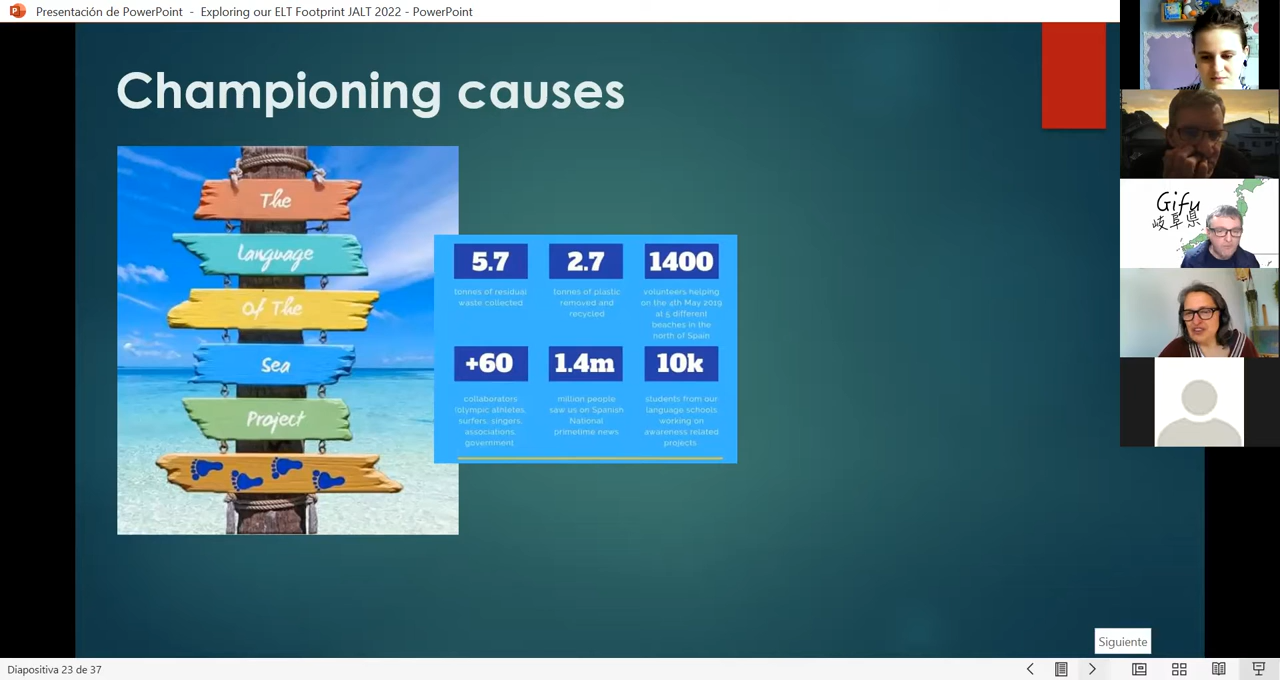 Presentación de PowerPoint - Exploring our ELT Footprint JALT 2022 - PowerPoint
Championing causes
The
Language
Of The
Sea
Project
5.7
tonnes of residual
waste collected
2.7
tonnes of plastic
removed and
recycled
1400
volunteers helping
on the 4th May 2019
at 5 different
beaches in the
north of Spain
+60
collaborators
(olympic athletes,
surfers, singers,
associations,
government,
1.4m
million people
saw us on Spanish
National
primetime news
10k
students from our
language schools
working on
awareness related
projects
Gifu
岐阜県
Siguiente
Diapositiva 23 de 37